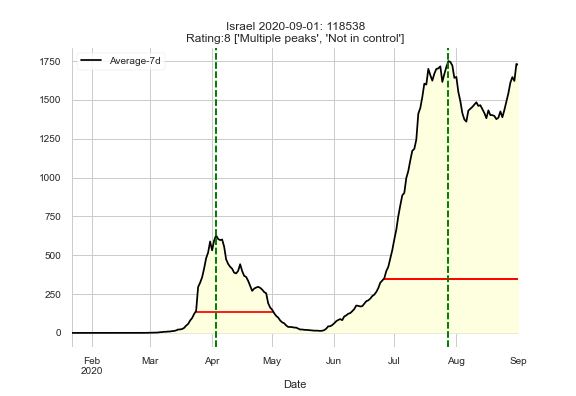 Israel 2020-09-01: 118538
Rating:8 ['Multiple peaks', 'Not in control']
Average-7d
1750
1500
1250
1000
750
500
250
0
Feb
2020
Mar
Apr
May
Jun
Jul
Aug
Sep
Date